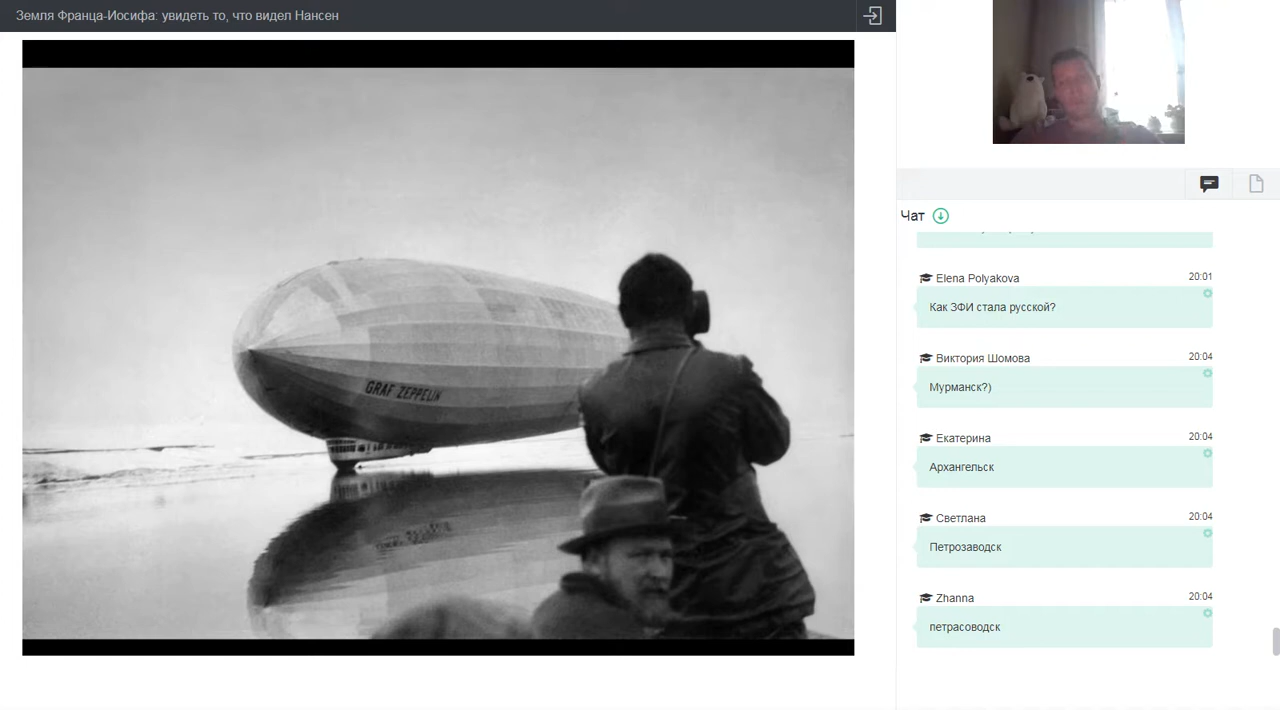 Земля Франца-Иосифа: увидеть то, что видел Нансен
GRAF ZEPPELIN
Чат
Elena Polyakova 20:01
Как ЗФИ стала русской?
Виктория Шомова 20:04
Мурманск?)
Екатерина 20:04
Архангельск
Светлана 20:04
Петрозаводск
Zhanna 20:04
петрасоводск